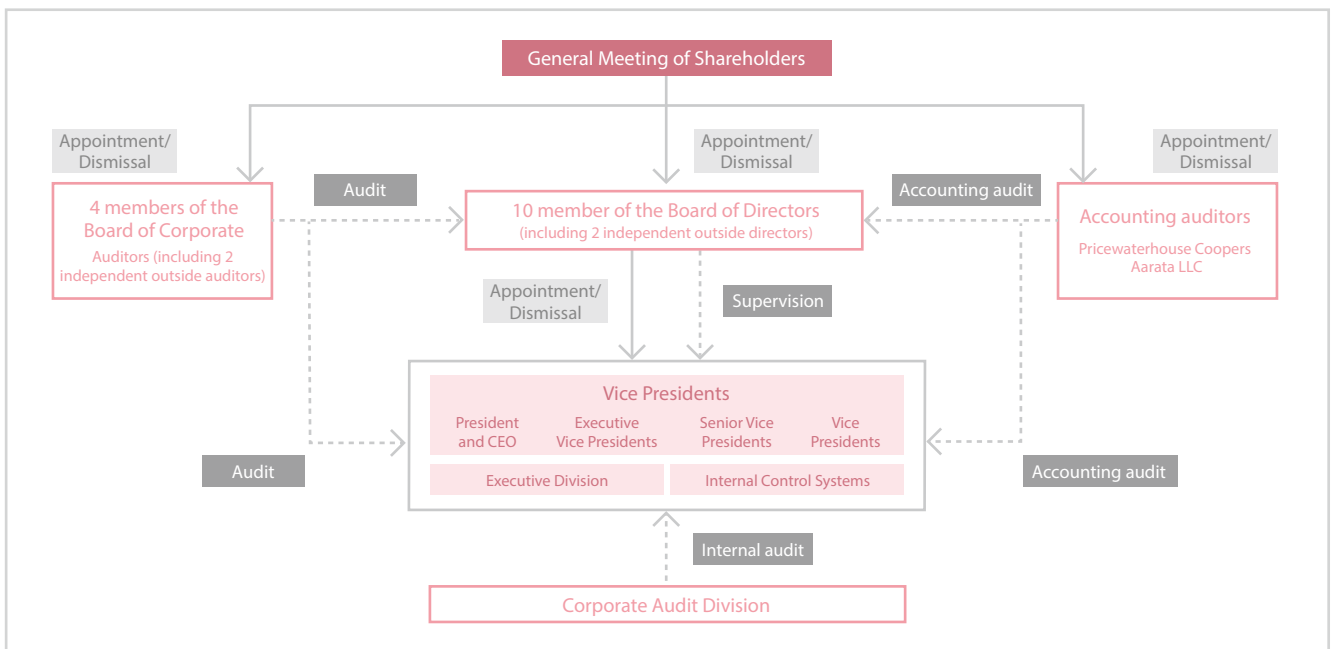 General Meeting of Shareholders
Appointment/
Dismissal
Appointment/
Dismissal
Appointment/
Dismissal
Audit
Accounting audit
4 members of the
Board of Corporate
Auditors (including 2
independent outside auditors)
10 member of the Board of Directors
(including 2 independent outside directors)
Accounting auditors
Pricewaterhouse Coopers
Aarata LLC
Appointment/
Dismissal
Supervision
Vice Presidents
President
and CEO
Executive
Vice Presidents
Senior Vice
Presidents
Vice
Presidents
Executive Division
Internal Control Systems
Audit
Accounting audit
Internal audit
Corporate Audit Division